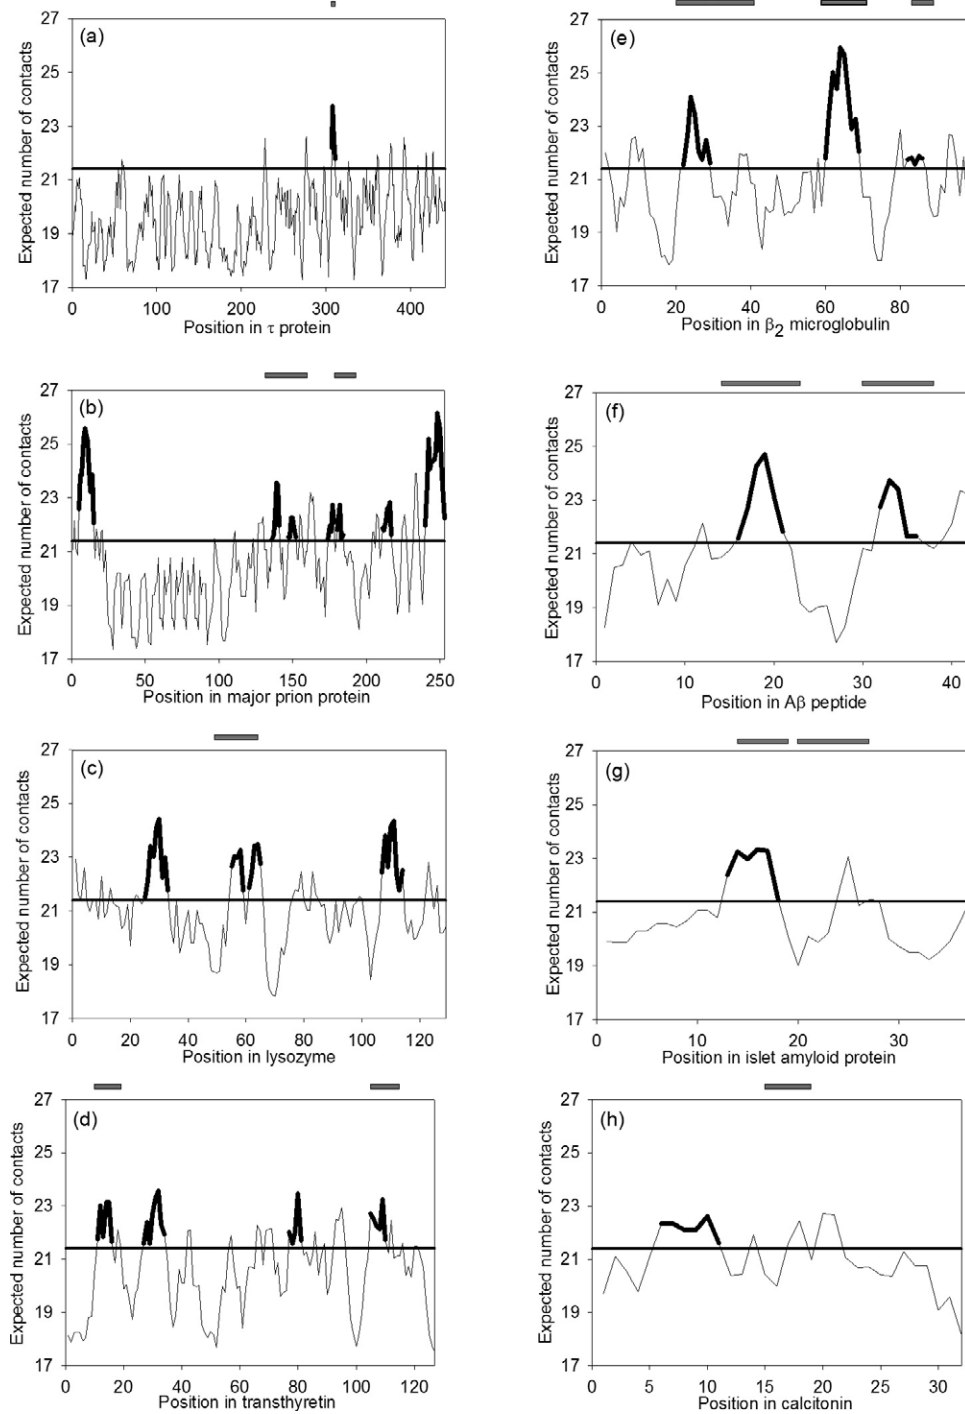 (a)
Expected number of contacts
27
25
23
21
19
17
0 100 200 300 400
Position in τ protein
(e)
Expected number of contacts
27
25
23
21
19
17
0 20 40 60 80
Position in β2 microglobulin
(b)
Expected number of contacts
27
25
23
21
19
17
0 50 100 150 200 250
Position in major prion protein
(f)
Expected number of contacts
27
25
23
21
19
17
0 10 20 30 40
Position in Aβ peptide
(c)
Expected number of contacts
27
25
23
21
19
17
0 20 40 60 80 100 120
Position in lysozyme
(g)
Expected number of contacts
27
25
23
21
19
17
0 10 20 30
Position in islet amyloid protein
(d)
Expected number of contacts
27
25
23
21
19
17
0 20 40 60 80 100 120
Position in transthyretin
(h)
Expected number of contacts
27
25
23
21
19
17
0 5 10 15 20 25 30
Position in calcitonin